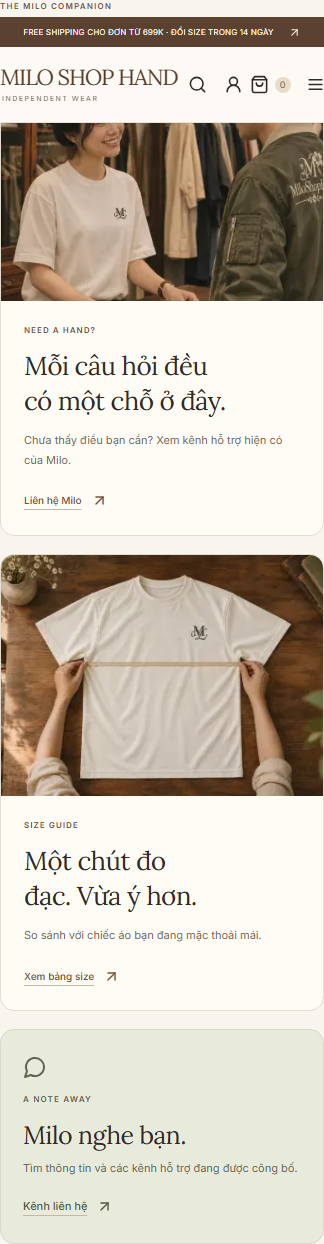 THE MILO COMPANION
FREE SHIPPING CHO ĐƠN TỪ 699K · ĐỔI SIZE TRONG 14 NGÀY
MILO SHOP HAND
INDEPENDENT WEAR
0
M
MiloShop
M
NEED A HAND?
Mỗi câu hỏi đều
có một chỗ ở đây.
Chưa thấy điều bạn cần? Xem kênh hỗ trợ hiện có
của Milo.
Liên hệ Milo
M
SIZE GUIDE
Một chút đo
đạc. Vừa ý hơn.
So sánh với chiếc áo bạn đang mặc thoải mái.
Xem bảng size
A NOTE AWAY
Milo nghe bạn.
Tìm thông tin và các kênh hỗ trợ đang được công bố.
Kênh liên hệ